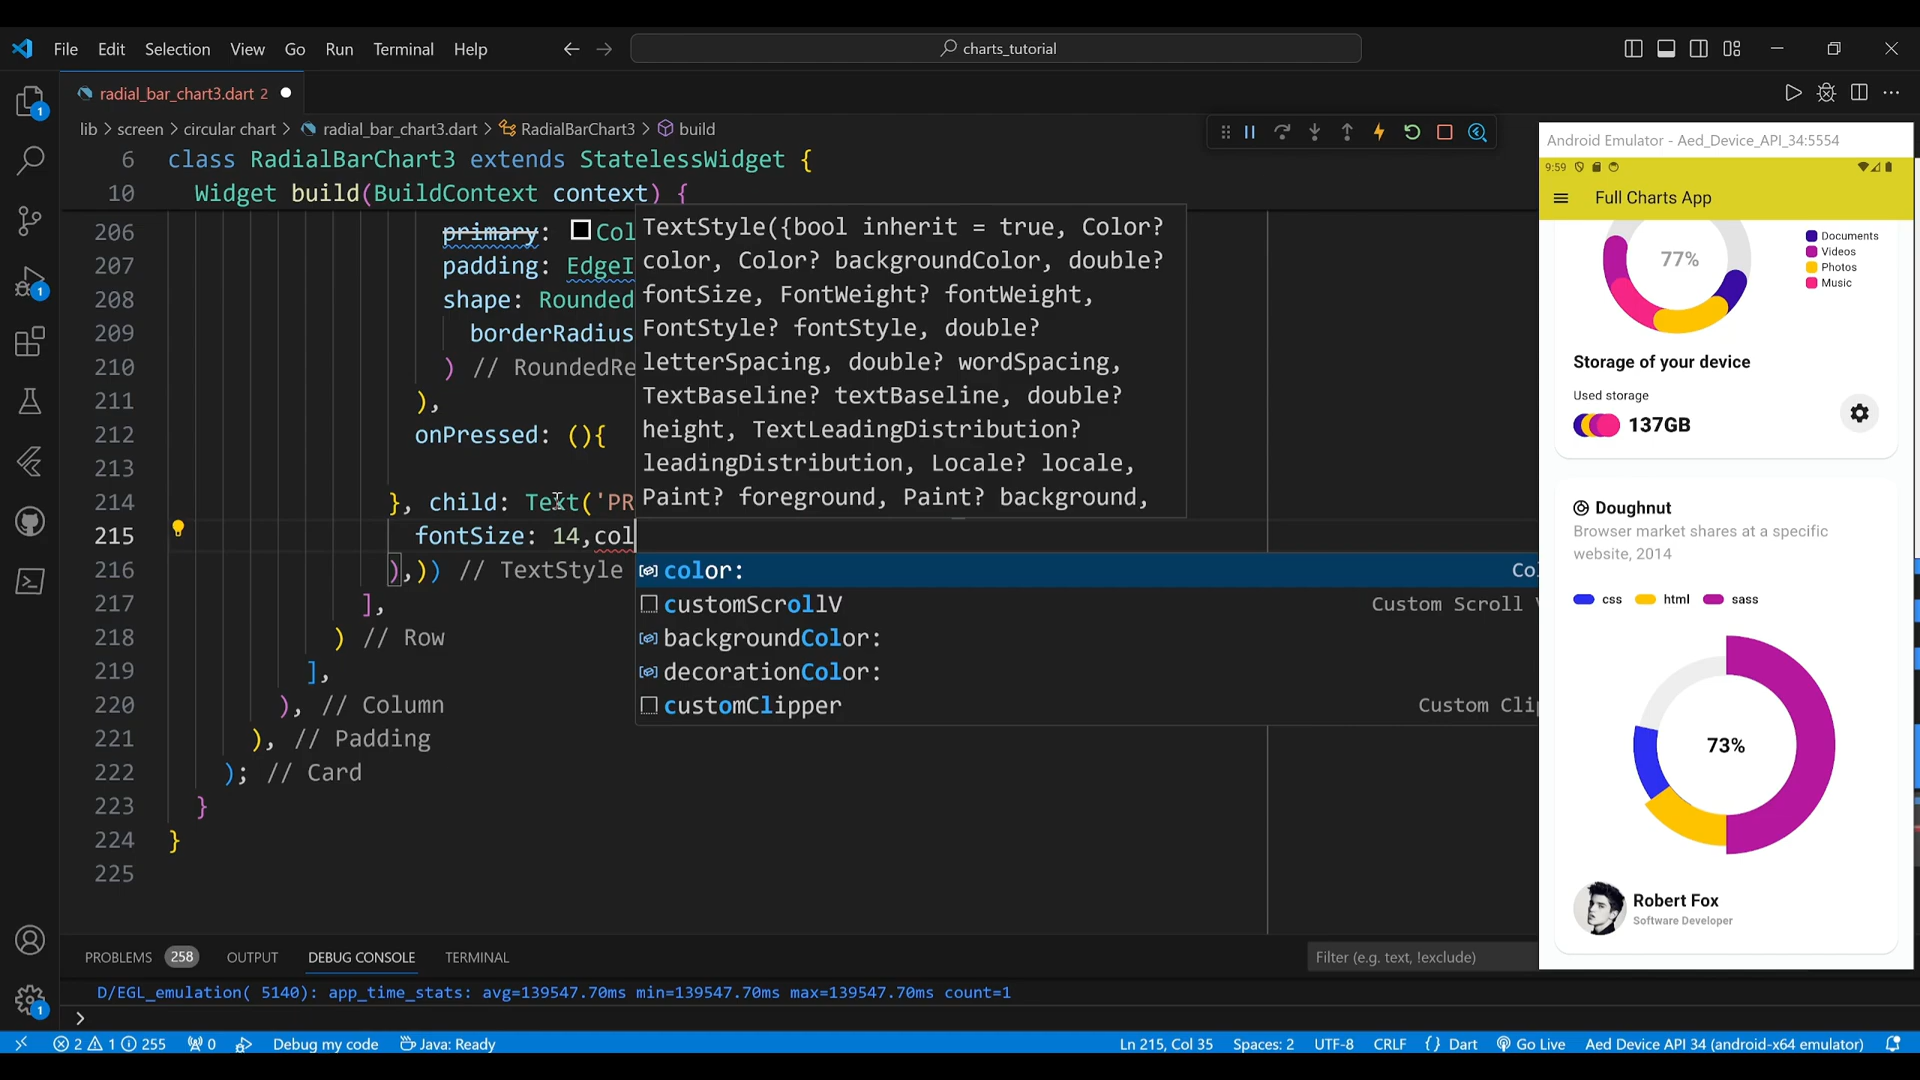 File Edit Selection View Go Run Terminal Help
charts_tutorial
radial_bar_chart3.dart 2
lib > screen > circular chart > radial_bar_chart3.dart > RadialBarChart3 > build
6 class RadialBarChart3 extends StatelessWidget {
10 Widget build(BuildContext context) {
206 primary: Col
207 padding: EdgeI
208 shape: Rounded
209 borderRadius
210 ) // RoundedRe
211 ),
212 onPressed: (){
213
214 }, child: Text('PR
215 fontSize: 14,col
216 ),)) // TextStyle
217 ],
218 ) // Row
219 ],
220 ), // Column
221 ), // Padding
222 ); // Card
223 }
224 }
225
TextStyle({bool inherit = true, Color?
color, Color? backgroundColor, double?
fontSize, FontWeight? fontWeight,
FontStyle? fontStyle, double?
letterSpacing, double? wordSpacing,
TextBaseline? textBaseline, double?
height, TextLeadingDistribution?
leadingDistribution, Locale? locale,
Paint? foreground, Paint? background,
color: Col
customScrollV Custom Scroll V
backgroundColor:
decorationColor:
customClipper Custom Clip
Android Emulator - Aed_Device_API_34:5554
9:59
Full Charts App
77%
Documents
Videos
Photos
Music
Storage of your device
Used storage
137GB
Doughnut
Browser market shares at a specific
website, 2014
css html sass
73%
Robert Fox
Software Developer
PROBLEMS 258 OUTPUT DEBUG CONSOLE TERMINAL
Filter (e.g. text, !exclude)
D/EGL_emulation( 5140): app_time_stats: avg=139547.70ms min=139547.70ms max=139547.70ms count=1
>
2 1 255 0 Debug my code Java: Ready
Ln 215, Col 35 Spaces: 2 UTF-8 CRLF {} Dart Go Live Aed Device API 34 (android-x64 emulator)